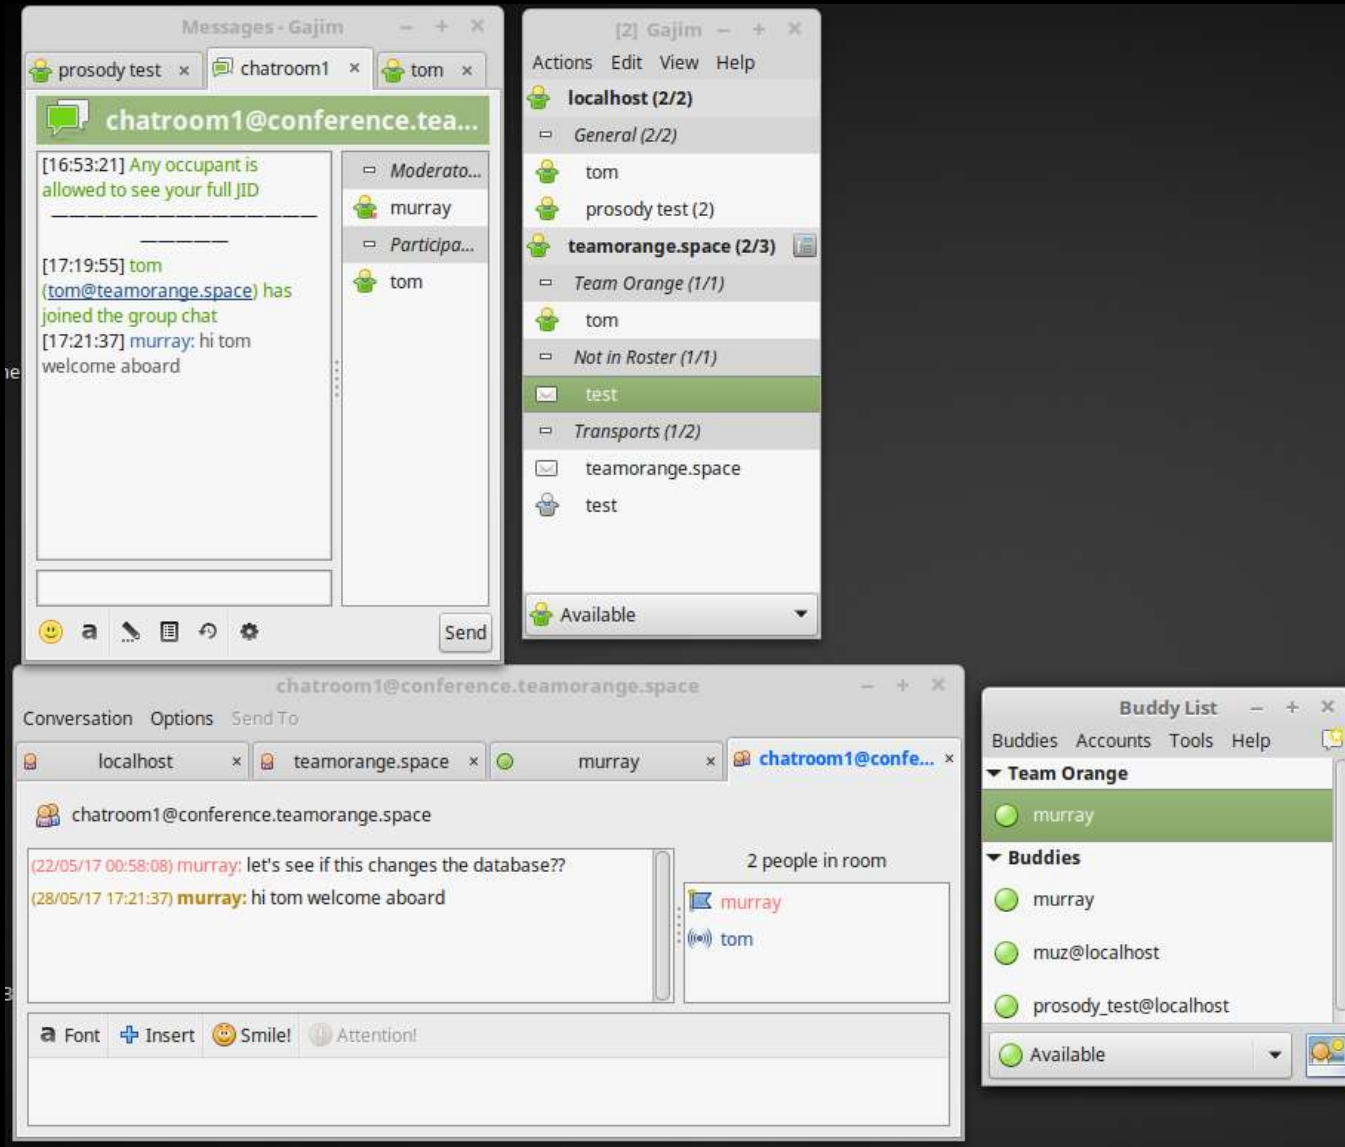 Messages - Gajim
prosody test
chatroom1
tom
chatroom1@conference.tea...
[16:53:21] Any occupant is
allowed to see your full JID
————————————————
—————
[17:19:55] tom
(tom@teamorange.space) has
joined the group chat
[17:21:37] murray: hi tom
welcome aboard
Moderato...
murray
Participa...
tom
Send
[2] Gajim
Actions Edit View Help
localhost (2/2)
General (2/2)
tom
prosody test (2)
teamorange.space (2/3)
Team Orange (1/1)
tom
Not in Roster (1/1)
test
Transports (1/2)
teamorange.space
test
Available
chatroom1@conference.teamorange.space
Conversation Options Send To
localhost
teamorange.space
murray
chatroom1@confe...
chatroom1@conference.teamorange.space
(22/05/17 00:58:08) murray: let's see if this changes the database??
(28/05/17 17:21:37) murray: hi tom welcome aboard
2 people in room
murray
tom
a Font Insert Smile! Attention!
Buddy List
Buddies Accounts Tools Help
Team Orange
murray
Buddies
murray
muz@localhost
prosody_test@localhost
Available